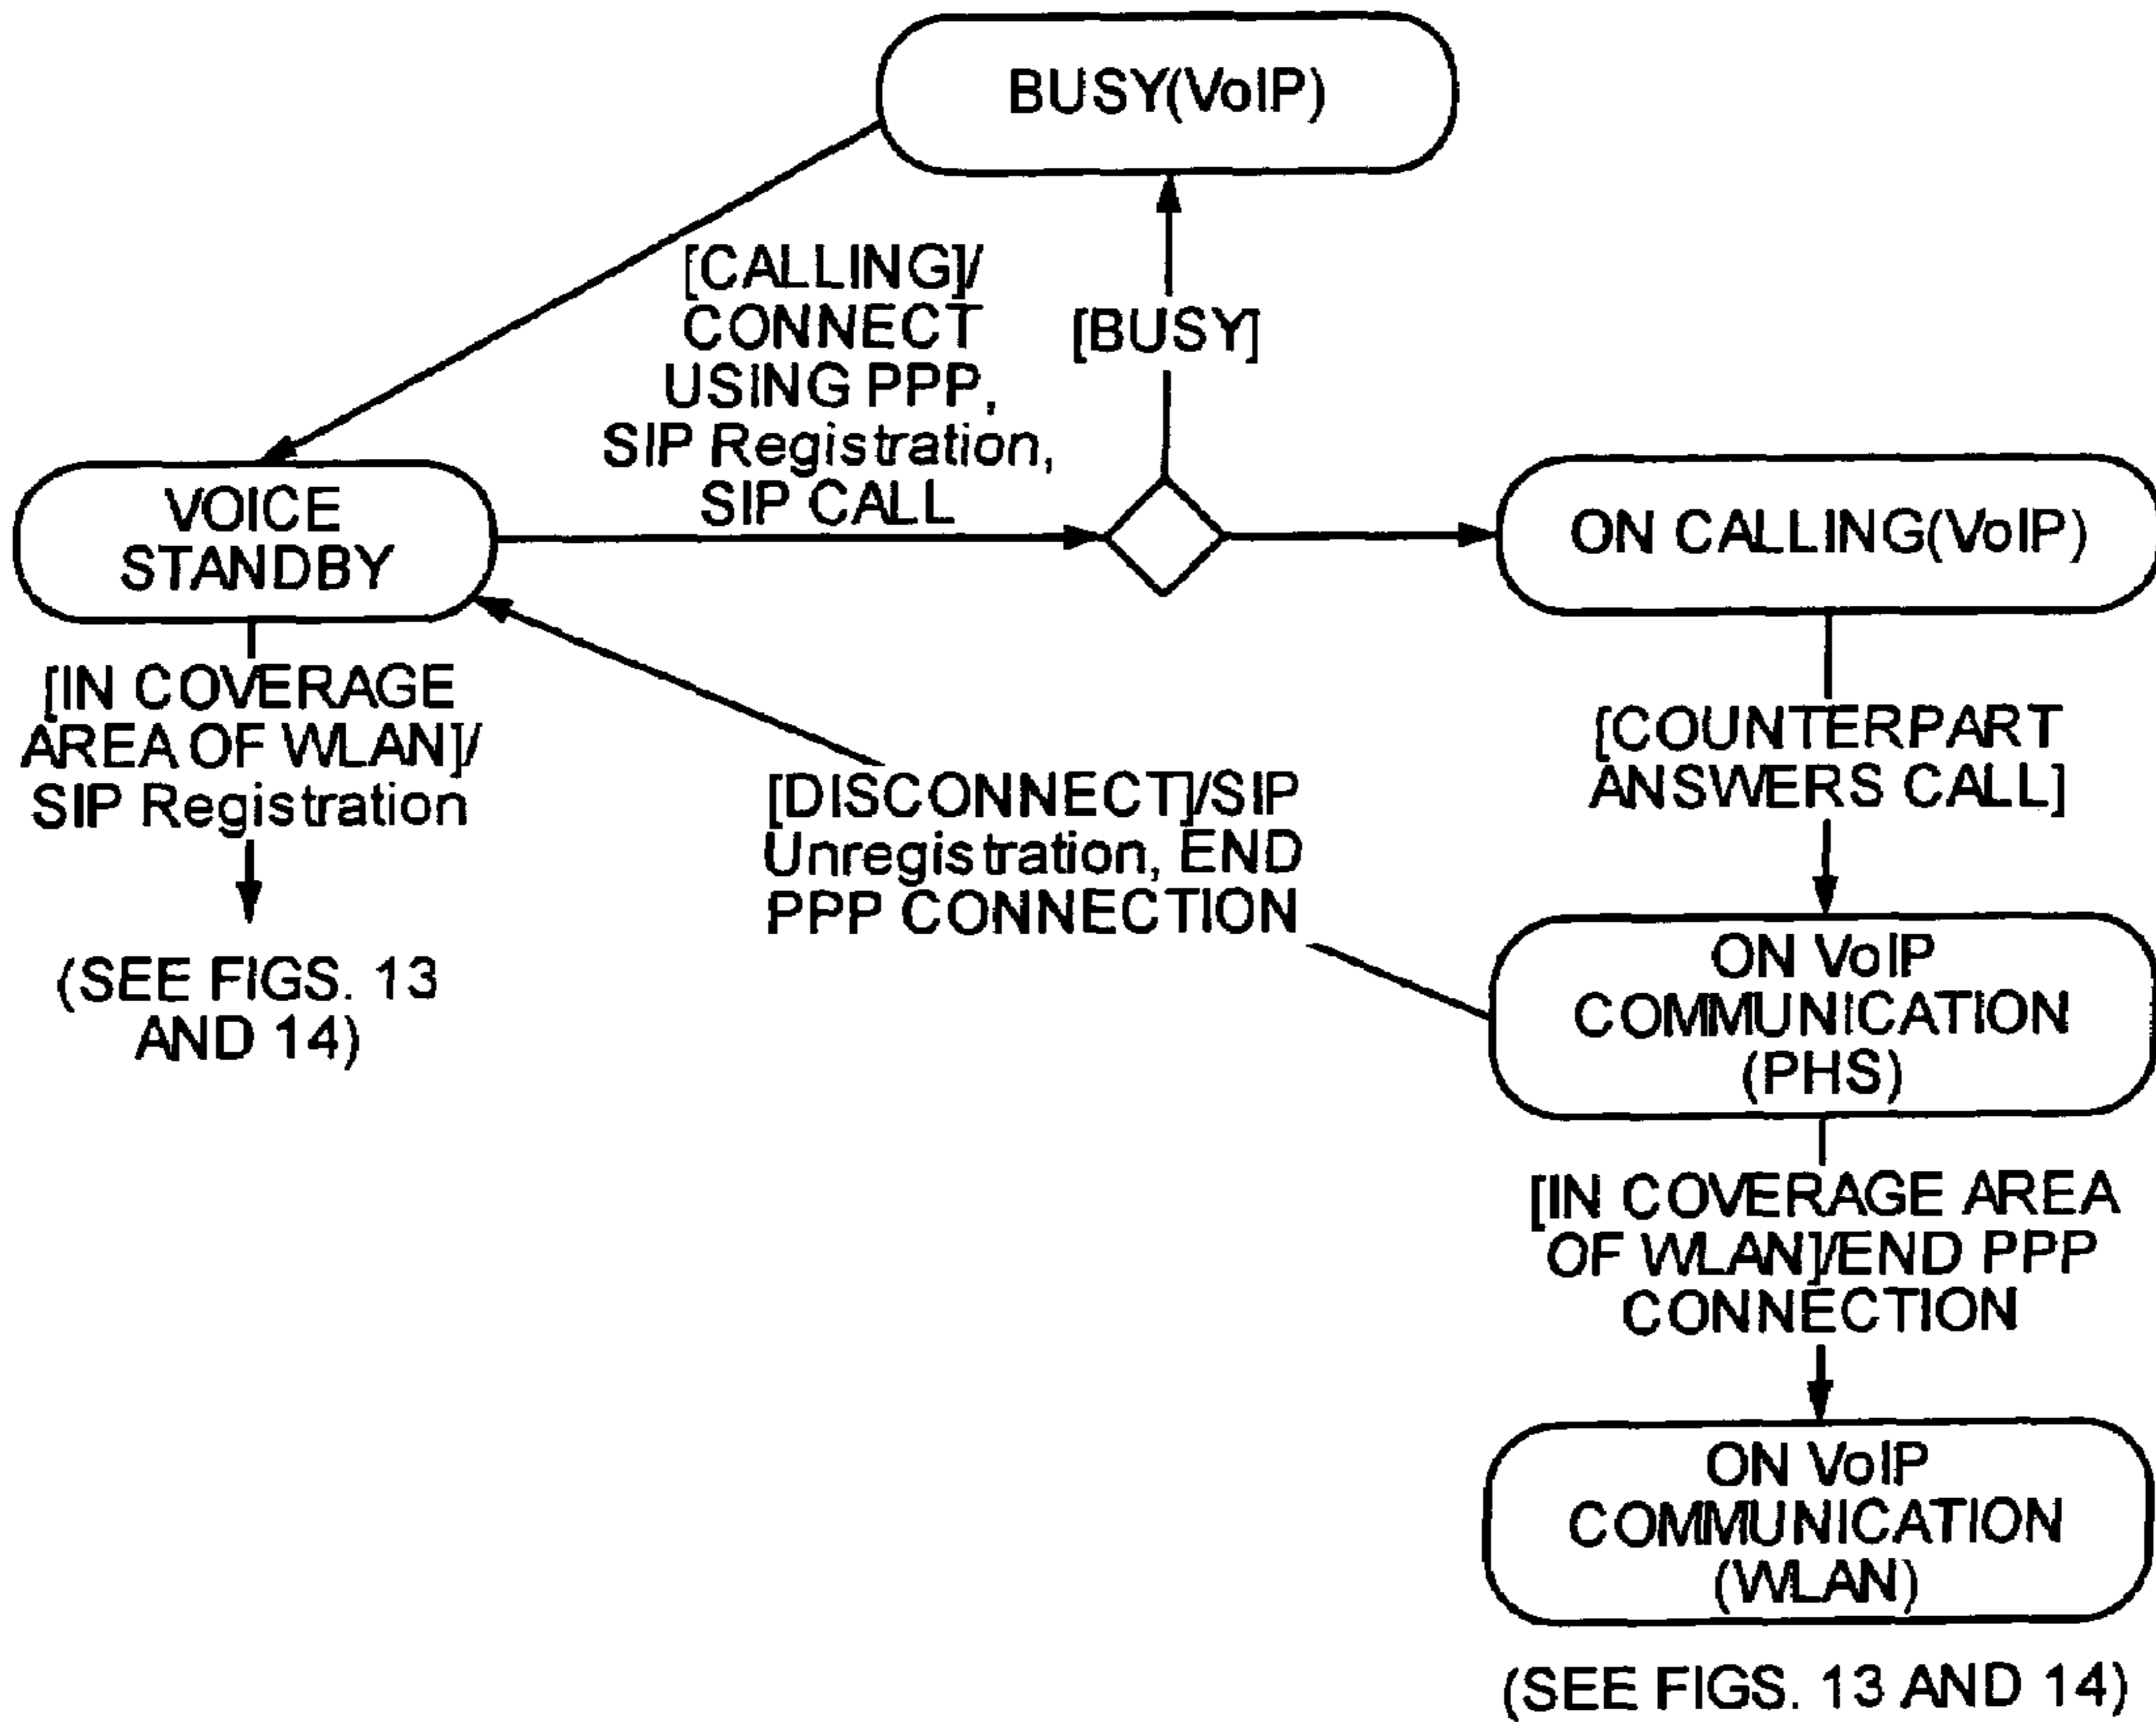 BUSY(VoIP)
[CALLING]/
CONNECT
USING PPP,
SIP Registration,
SIP CALL
[BUSY]
VOICE
STANDBY
ON CALLING(VoIP)
[IN COVERAGE
AREA OF WLAN]/
SIP Registration
(SEE FIGS. 13
AND 14)
[DISCONNECT]/SIP
Unregistration, END
PPP CONNECTION
[COUNTERPART
ANSWERS CALL]
ON VoIP
COMMUNICATION
(PHS)
[IN COVERAGE AREA
OF WLAN]/END PPP
CONNECTION
ON VoIP
COMMUNICATION
(WLAN)
(SEE FIGS. 13 AND 14)